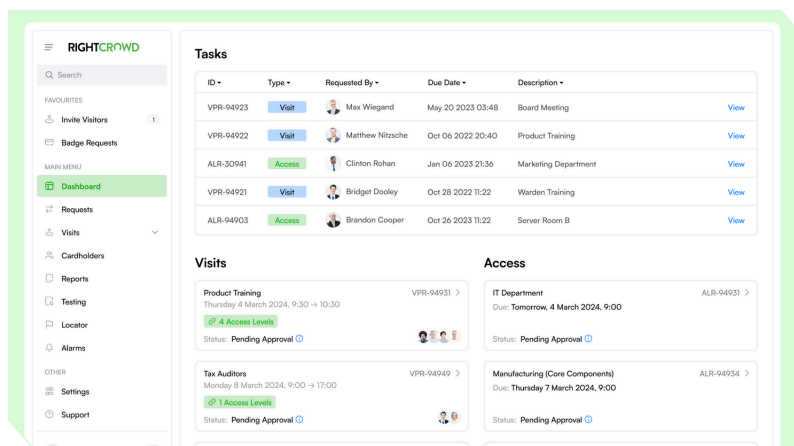 RIGHTCROWD
Search
FAVOURITES
Invite Visitors 1
Badge Requests
MAIN MENU
Dashboard
Requests
Visits
Cardholders
Reports
Testing
Locator
Alarms
OTHER
Settings
Support
Tasks
ID Type Requested By Due Date Description
VPR-94923 Visit Max Wiegand May 20 2023 03:48 Board Meeting View
VPR-94922 Visit Matthew Nitzsche Oct 06 2022 20:40 Product Training View
ALR-30941 Access Clinton Rohan Jan 06 2023 21:36 Marketing Department View
VPR-94921 Visit Bridget Dooley Oct 28 2022 11:22 Warden Training View
ALR-94903 Access Brandon Cooper Oct 26 2023 11:22 Server Room B View
Visits
Product Training VPR-94931
Thursday 4 March 2024, 9:30 → 10:30
4 Access Levels
Status: Pending Approval
Tax Auditors VPR-94949
Monday 8 March 2024, 9:00 → 17:00
1 Access Levels
Status: Pending Approval
Access
IT Department ALR-94931
Due: Tomorrow, 4 March 2024, 9:00
Status: Pending Approval
Manufacturing (Core Components) ALR-94934
Due: Thursday 7 March 2024, 9:00
Status: Pending Approval